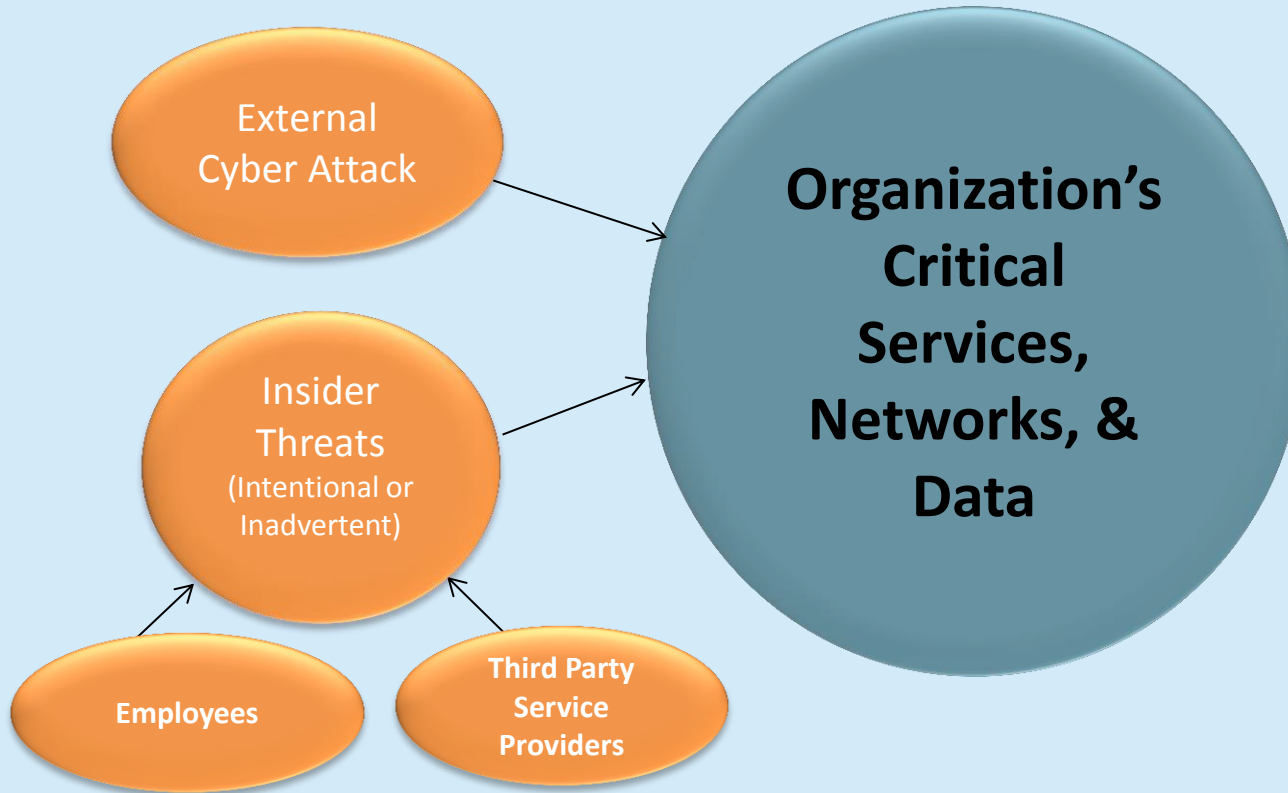 External
Cyber Attack
Organization’s
Critical
Services,
Networks, &
Data
Insider
Threats
(Intentional or
Inadvertent)
Employees
Third Party
Service
Providers